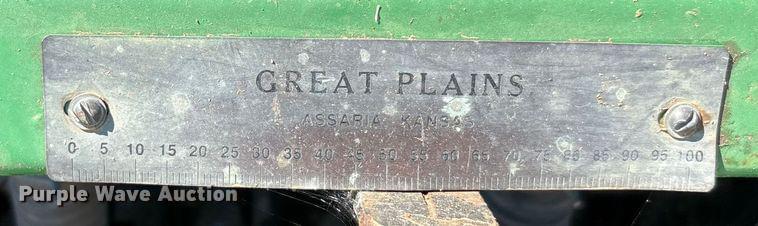 GREAT PLAINS
ASSARIA, KANSAS
0 5 10 15 20 25 30 35 40 45 50 55 60 65 70 75 80 85 90 95 100
Purple Wave Auction